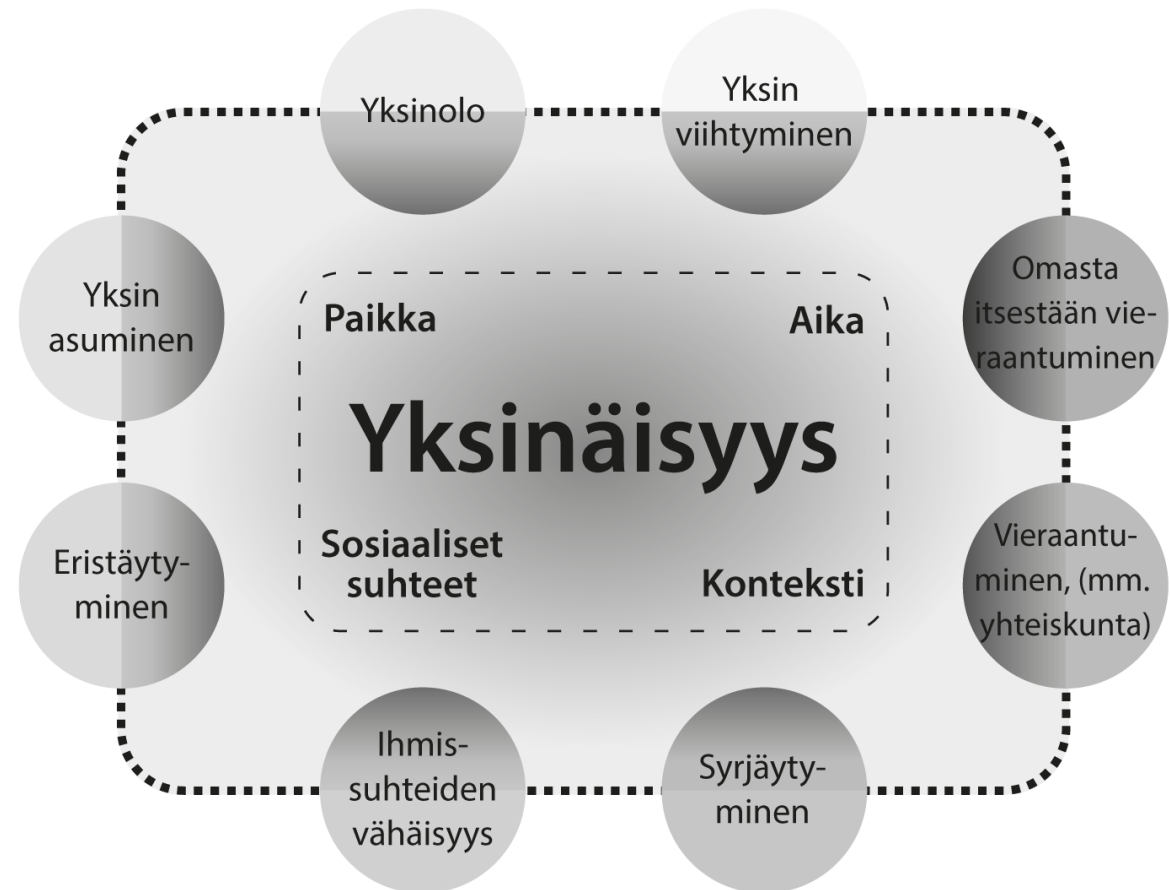 Yksinolo
Yksin
viihtyminen
Yksin
asuminen
Omasta
itsestään vie-
raantuminen
Paikka
Aika
Yksinäisyys
Sosiaaliset
suhteet
Konteksti
Eristäyty-
minen
Vieraantu-
minen, (mm.
yhteiskunta)
Ihmis-
suhteiden
vähäisyys
Syrjäyty-
minen